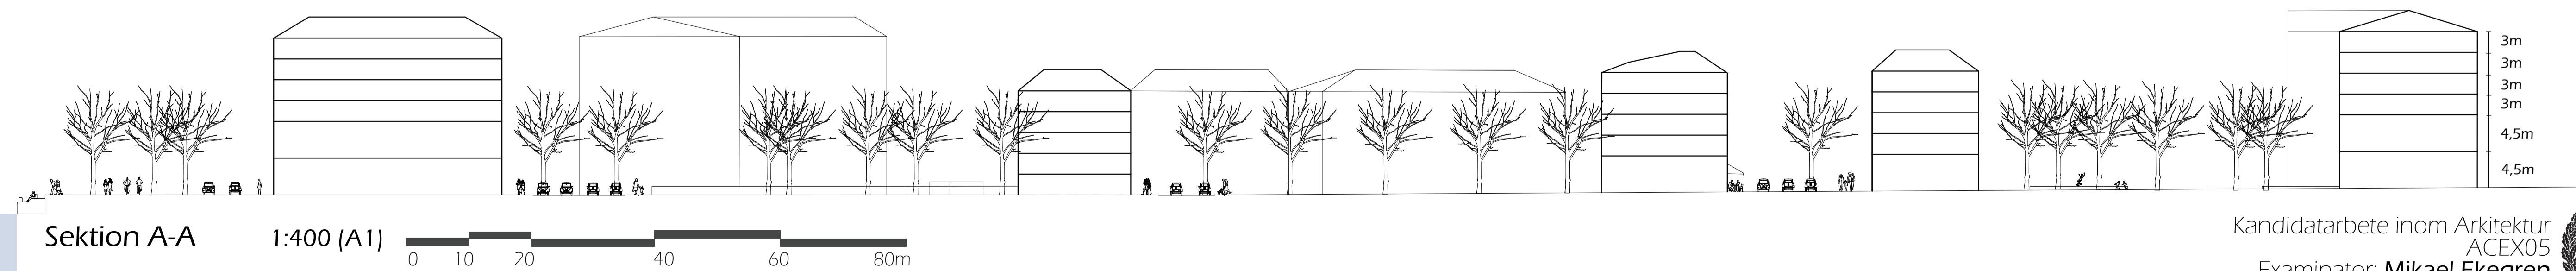 3m
3m
3m
3m
4,5m
4,5m
Sektion A-A 1:400 (A1)
0 10 20 40 60 80m
Kandidatarbete inom Arkitektur
ACEX05
Examinator: Mikael Ekegren